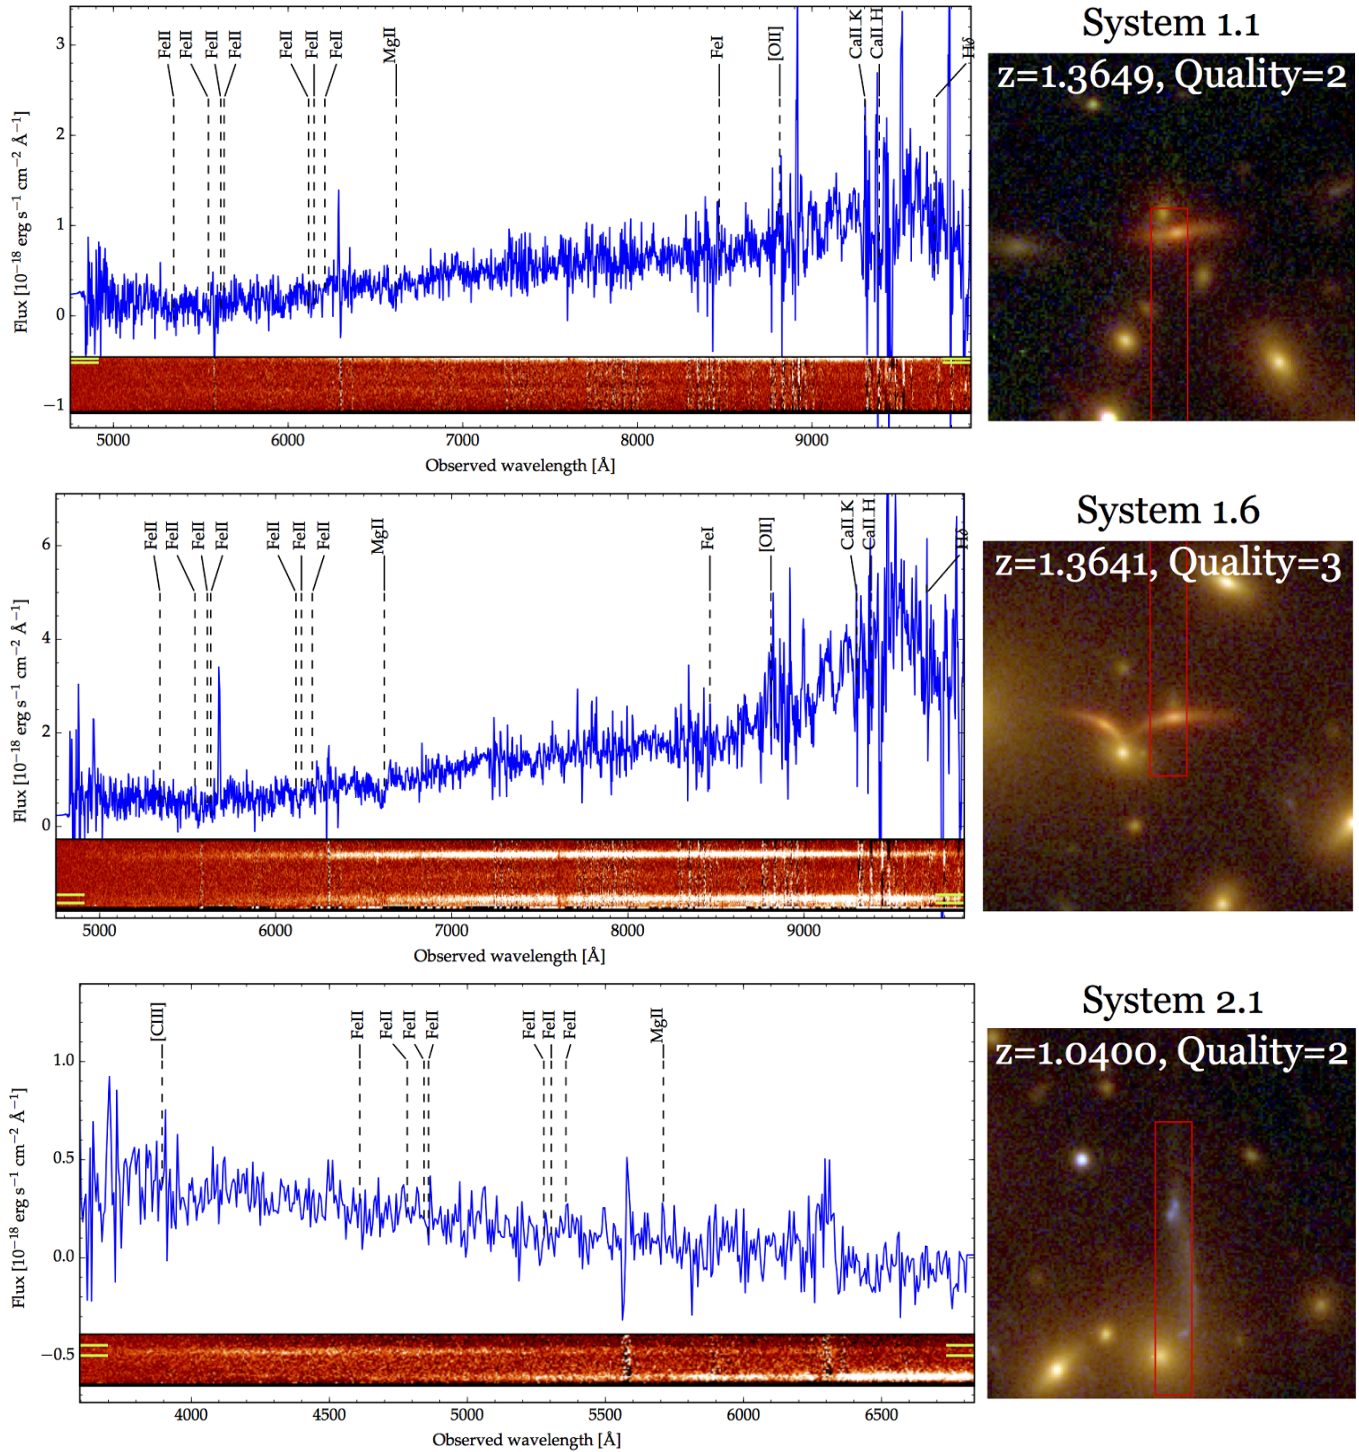 System 1.1
z=1.3649, Quality=2
FeII FeII FeII FeII FeII FeII FeII MgII FeI [OII] CaII_K CaII_H Hδ
3
2
1
0
−1
Flux [10⁻¹⁸ erg s⁻¹ cm⁻² Å⁻¹]
5000 6000 7000 8000 9000
Observed wavelength [Å]
System 1.6
z=1.3641, Quality=3
FeII FeII FeII FeII FeII FeII FeII MgII FeI [OII] CaII_K CaII_H Hδ
6
4
2
0
Flux [10⁻¹⁸ erg s⁻¹ cm⁻² Å⁻¹]
5000 6000 7000 8000 9000
Observed wavelength [Å]
System 2.1
z=1.0400, Quality=2
[CIII] FeII FeII FeII FeII FeII FeII FeII MgII
1.0
0.5
0.0
−0.5
Flux [10⁻¹⁸ erg s⁻¹ cm⁻² Å⁻¹]
4000 4500 5000 5500 6000 6500
Observed wavelength [Å]